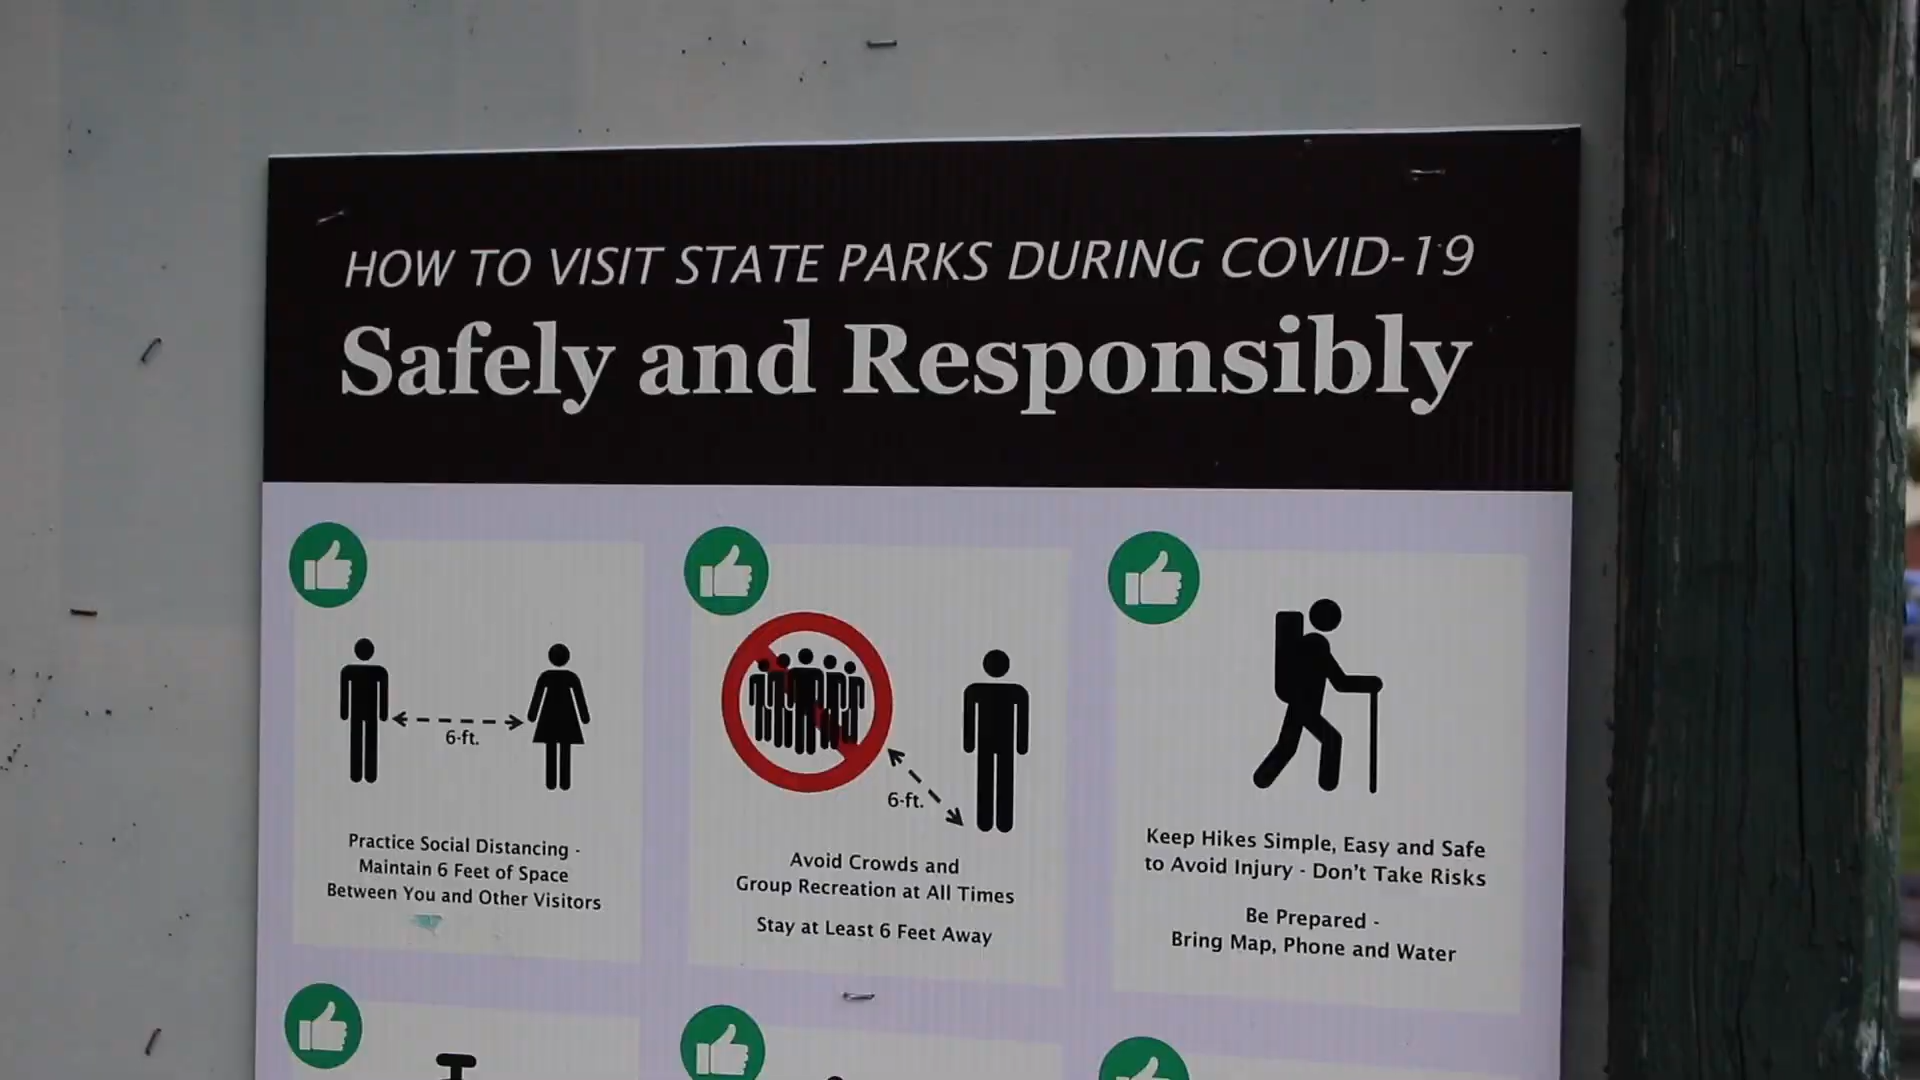 HOW TO VISIT STATE PARKS DURING COVID-19
Safely and Responsibly
6-ft.
Practice Social Distancing -
Maintain 6 Feet of Space
Between You and Other Visitors
6-ft.
Avoid Crowds and
Group Recreation at All Times
Stay at Least 6 Feet Away
Keep Hikes Simple, Easy and Safe
to Avoid Injury - Don't Take Risks
Be Prepared -
Bring Map, Phone and Water